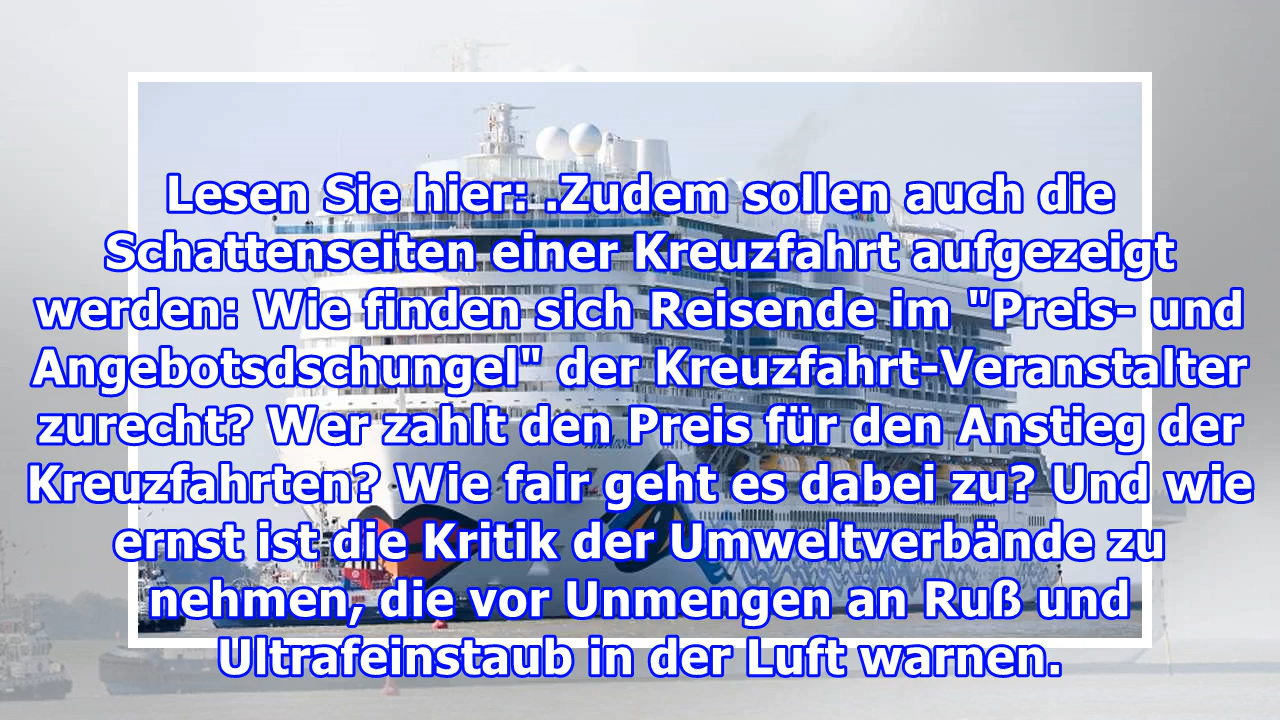 Lesen Sie hier: .Zudem sollen auch die
Schattenseiten einer Kreuzfahrt aufgezeigt
werden: Wie finden sich Reisende im "Preis- und
Angebotsdschungel" der Kreuzfahrt-Veranstalter
zurecht? Wer zahlt den Preis für den Anstieg der
Kreuzfahrten? Wie fair geht es dabei zu? Und wie
ernst ist die Kritik der Umweltverbände zu
nehmen, die vor Unmengen an Ruß und
Ultrafeinstaub in der Luft warnen.